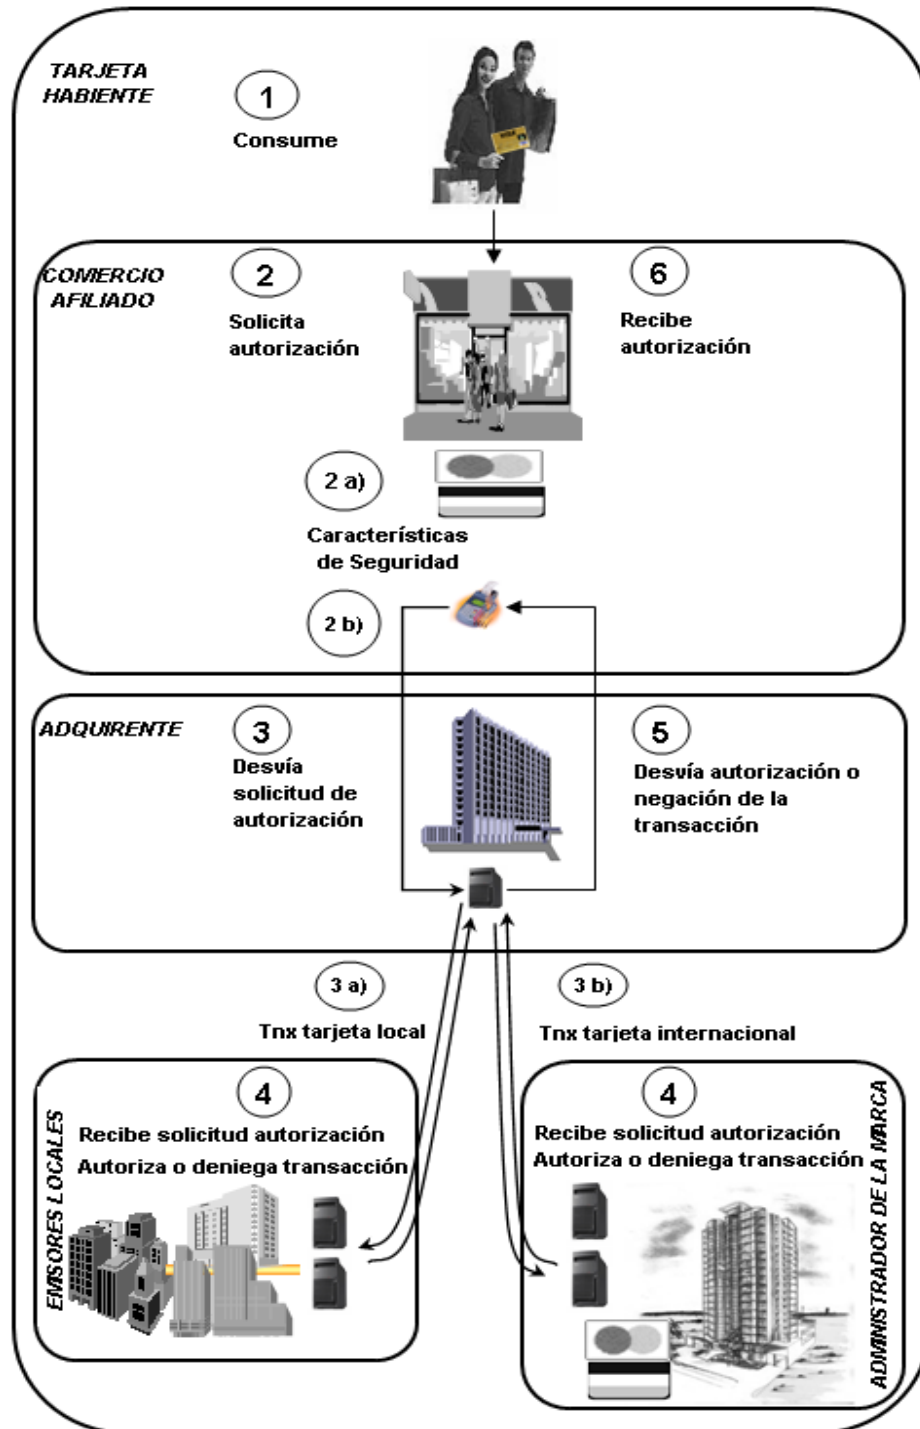 TARJETA
HABIENTE
1
Consume
COMERCIO
AFILIADO
2
Solicita
autorización
6
Recibe
autorización
2 a)
Características
de Seguridad
2 b)
ADQUIRENTE
3
Desvía
solicitud de
autorización
5
Desvía autorización o
negación de la
transacción
3 a)
Tnx tarjeta local
3 b)
Tnx tarjeta internacional
EMISORES LOCALES
4
Recibe solicitud autorización
Autoriza o deniega transacción
4
Recibe solicitud autorización
Autoriza o deniega transacción
ADMINISTRADOR DE LA MARCA